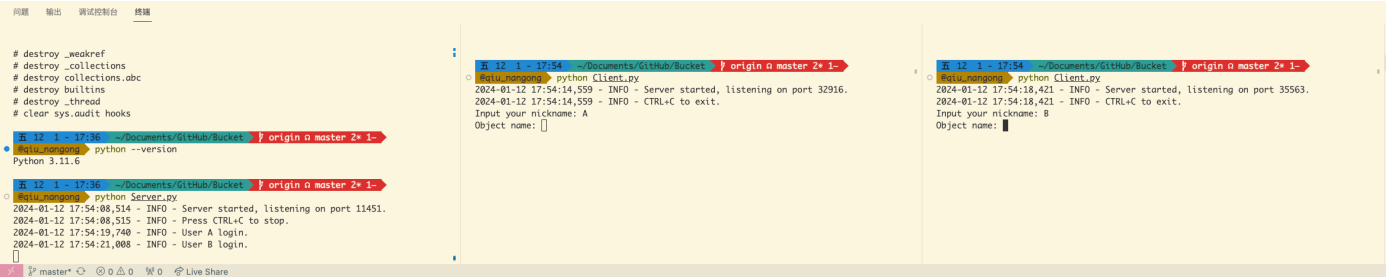 问题 输出 调试控制台 终端
# destroy _weakref
# destroy _collections
# destroy collections.abc
# destroy builtins
# destroy _thread
# clear sys.audit hooks
五 12 1 - 17:36 ~/Documents/GitHub/Bucket origin master 2* 1-
@qiu_nangong python --version
Python 3.11.6
五 12 1 - 17:36 ~/Documents/GitHub/Bucket origin master 2* 1-
@qiu_nangong python Server.py
2024-01-12 17:54:08,514 - INFO - Server started, listening on port 11451.
2024-01-12 17:54:08,515 - INFO - Press CTRL+C to stop.
2024-01-12 17:54:19,740 - INFO - User A login.
2024-01-12 17:54:21,008 - INFO - User B login.
五 12 1 - 17:54 ~/Documents/GitHub/Bucket origin master 2* 1-
@qiu_nangong python Client.py
2024-01-12 17:54:14,559 - INFO - Server started, listening on port 32916.
2024-01-12 17:54:14,559 - INFO - CTRL+C to exit.
Input your nickname: A
Object name:
五 12 1 - 17:54 ~/Documents/GitHub/Bucket origin master 2* 1-
@qiu_nangong python Client.py
2024-01-12 17:54:18,421 - INFO - Server started, listening on port 35563.
2024-01-12 17:54:18,421 - INFO - CTRL+C to exit.
Input your nickname: B
Object name:
master* 0 0 0 Live Share